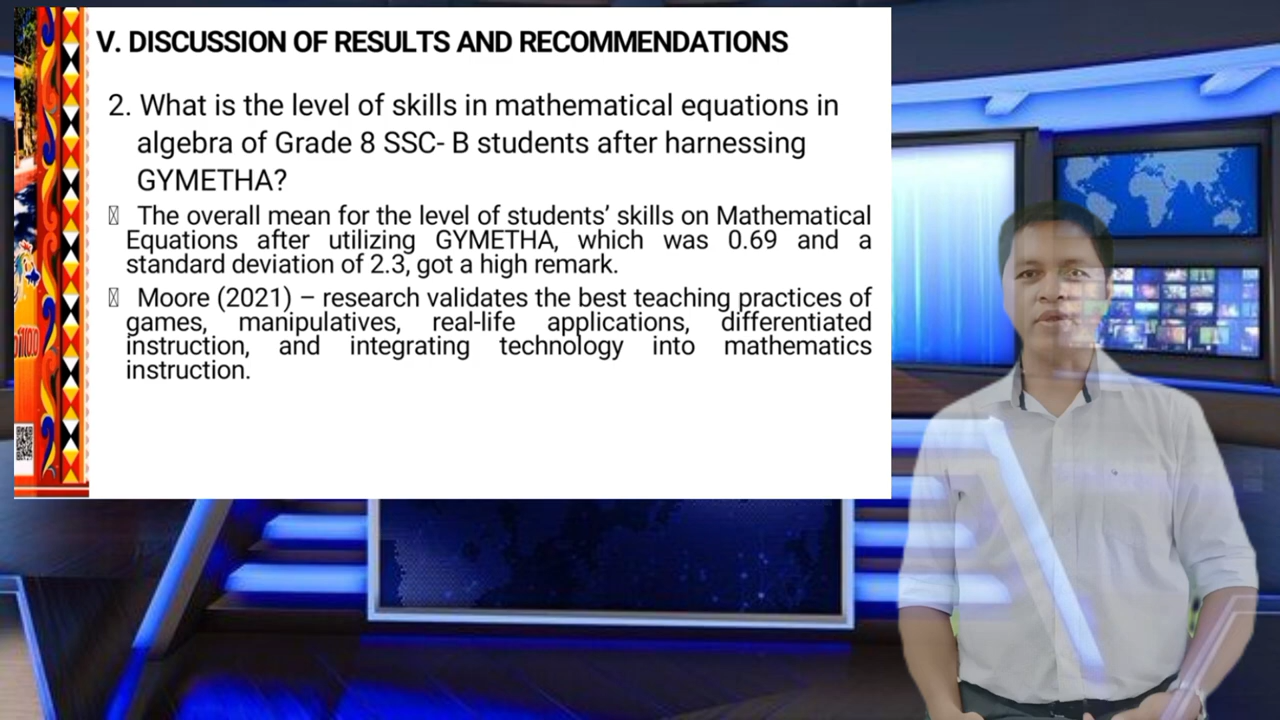 V. DISCUSSION OF RESULTS AND RECOMMENDATIONS
2. What is the level of skills in mathematical equations in
algebra of Grade 8 SSC- B students after harnessing
GYMETHA?
The overall mean for the level of students’ skills on Mathematical
Equations after utilizing GYMETHA, which was 0.69 and a
standard deviation of 2.3, got a high remark.
Moore (2021) – research validates the best teaching practices of
games, manipulatives, real-life applications, differentiated
instruction, and integrating technology into mathematics
instruction.